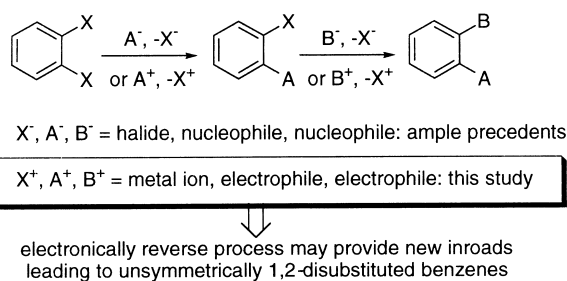 X X A⁻, -X⁻ or A⁺, -X⁺ X A B⁻, -X⁻ or B⁺, -X⁺ B A
X⁻, A⁻, B⁻ = halide, nucleophile, nucleophile: ample precedents
X⁺, A⁺, B⁺ = metal ion, electrophile, electrophile: this study
electronically reverse process may provide new inroads
leading to unsymmetrically 1,2-disubstituted benzenes